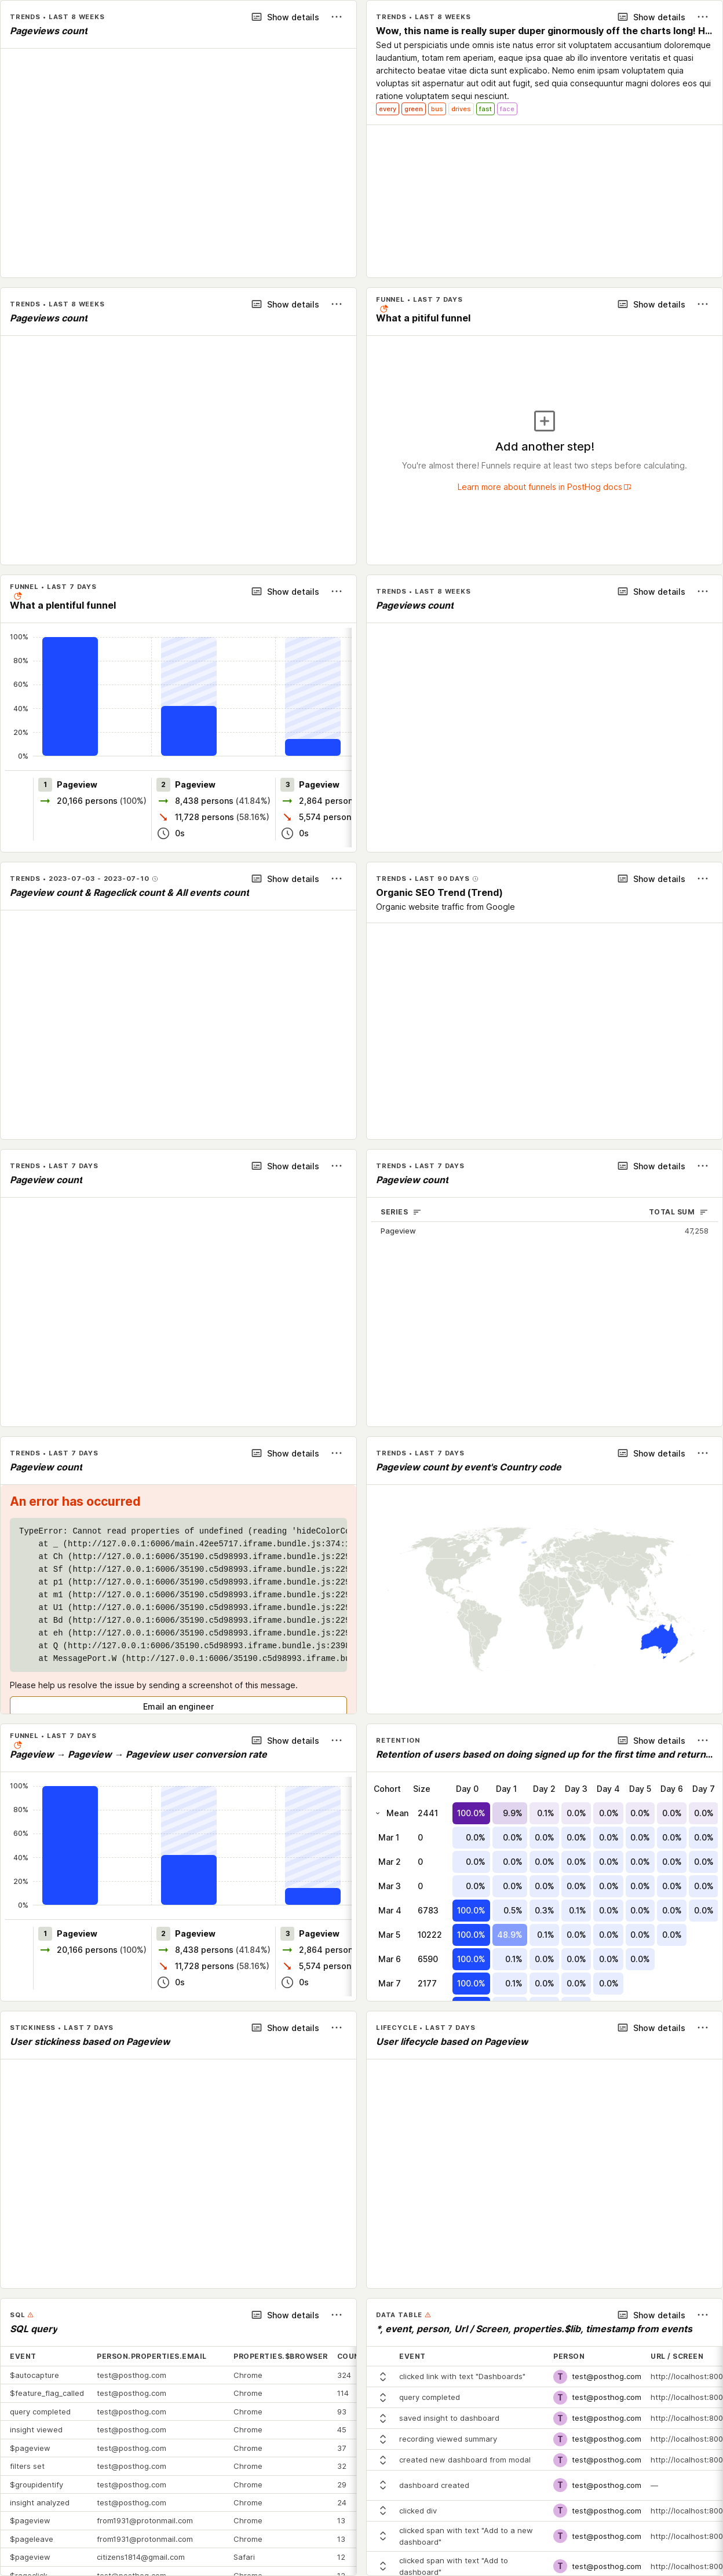 TRENDS • LAST 8 WEEKS
Show details
Pageviews count
TRENDS • LAST 8 WEEKS
Show details
Wow, this name is really super duper ginormously off the charts long! H...
Sed ut perspiciatis unde omnis iste natus error sit voluptatem accusantium doloremque
laudantium, totam rem aperiam, eaque ipsa quae ab illo inventore veritatis et quasi
architecto beatae vitae dicta sunt explicabo. Nemo enim ipsam voluptatem quia
voluptas sit aspernatur aut odit aut fugit, sed quia consequuntur magni dolores eos qui
ratione voluptatem sequi nesciunt.
every green bus drives fast face
TRENDS • LAST 8 WEEKS
Show details
Pageviews count
FUNNEL • LAST 7 DAYS
Show details
What a pitiful funnel
Add another step!
You're almost there! Funnels require at least two steps before calculating.
Learn more about funnels in PostHog docs
FUNNEL • LAST 7 DAYS
Show details
What a plentiful funnel
100%
80%
60%
40%
20%
0%
1 Pageview
20,166 persons (100%)
2 Pageview
8,438 persons (41.84%)
11,728 persons (58.16%)
0s
3 Pageview
2,864 person
5,574 person
0s
TRENDS • LAST 8 WEEKS
Show details
Pageviews count
TRENDS • 2023-07-03 - 2023-07-10
Show details
Pageview count & Rageclick count & All events count
TRENDS • LAST 90 DAYS
Show details
Organic SEO Trend (Trend)
Organic website traffic from Google
TRENDS • LAST 7 DAYS
Show details
Pageview count
TRENDS • LAST 7 DAYS
Show details
Pageview count
SERIES TOTAL SUM
Pageview 47,258
TRENDS • LAST 7 DAYS
Show details
Pageview count
An error has occurred
TypeError: Cannot read properties of undefined (reading 'hideColorCo
at _ (http://127.0.0.1:6006/main.42ee5717.iframe.bundle.js:374:
at Ch (http://127.0.0.1:6006/35190.c5d98993.iframe.bundle.js:229
at Sf (http://127.0.0.1:6006/35190.c5d98993.iframe.bundle.js:229
at p1 (http://127.0.0.1:6006/35190.c5d98993.iframe.bundle.js:229
at m1 (http://127.0.0.1:6006/35190.c5d98993.iframe.bundle.js:229
at U1 (http://127.0.0.1:6006/35190.c5d98993.iframe.bundle.js:229
at Bd (http://127.0.0.1:6006/35190.c5d98993.iframe.bundle.js:229
at eh (http://127.0.0.1:6006/35190.c5d98993.iframe.bundle.js:229
at Q (http://127.0.0.1:6006/35190.c5d98993.iframe.bundle.js:2398
at MessagePort.W (http://127.0.0.1:6006/35190.c5d98993.iframe.bu
Please help us resolve the issue by sending a screenshot of this message.
Email an engineer
TRENDS • LAST 7 DAYS
Show details
Pageview count by event's Country code
FUNNEL • LAST 7 DAYS
Show details
Pageview → Pageview → Pageview user conversion rate
100%
80%
60%
40%
20%
0%
1 Pageview
20,166 persons (100%)
2 Pageview
8,438 persons (41.84%)
11,728 persons (58.16%)
0s
3 Pageview
2,864 person
5,574 person
0s
RETENTION
Show details
Retention of users based on doing signed up for the first time and return...
Cohort Size Day 0 Day 1 Day 2 Day 3 Day 4 Day 5 Day 6 Day 7
Mean 2441 100.0% 9.9% 0.1% 0.0% 0.0% 0.0% 0.0% 0.0%
Mar 1 0 0.0% 0.0% 0.0% 0.0% 0.0% 0.0% 0.0% 0.0%
Mar 2 0 0.0% 0.0% 0.0% 0.0% 0.0% 0.0% 0.0% 0.0%
Mar 3 0 0.0% 0.0% 0.0% 0.0% 0.0% 0.0% 0.0% 0.0%
Mar 4 6783 100.0% 0.5% 0.3% 0.1% 0.0% 0.0% 0.0% 0.0%
Mar 5 10222 100.0% 48.9% 0.1% 0.0% 0.0% 0.0% 0.0%
Mar 6 6590 100.0% 0.1% 0.0% 0.0% 0.0% 0.0%
Mar 7 2177 100.0% 0.1% 0.0% 0.0% 0.0%
STICKINESS • LAST 7 DAYS
Show details
User stickiness based on Pageview
LIFECYCLE • LAST 7 DAYS
Show details
User lifecycle based on Pageview
SQL
Show details
SQL query
EVENT PERSON.PROPERTIES.EMAIL PROPERTIES.$BROWSER COUN
$autocapture test@posthog.com Chrome 324
$feature_flag_called test@posthog.com Chrome 114
query completed test@posthog.com Chrome 93
insight viewed test@posthog.com Chrome 45
$pageview test@posthog.com Chrome 37
filters set test@posthog.com Chrome 32
$groupidentify test@posthog.com Chrome 29
insight analyzed test@posthog.com Chrome 24
$pageview from1931@protonmail.com Chrome 13
$pageleave from1931@protonmail.com Chrome 13
$pageview citizens1814@gmail.com Safari 12
$rageclick test@posthog.com Chrome 12
DATA TABLE
Show details
*, event, person, Url / Screen, properties.$lib, timestamp from events
EVENT PERSON URL / SCREEN
clicked link with text "Dashboards" T test@posthog.com http://localhost:800
query completed T test@posthog.com http://localhost:800
saved insight to dashboard T test@posthog.com http://localhost:800
recording viewed summary T test@posthog.com http://localhost:800
created new dashboard from modal T test@posthog.com http://localhost:800
dashboard created T test@posthog.com —
clicked div T test@posthog.com http://localhost:800
clicked span with text "Add to a new
dashboard" T test@posthog.com http://localhost:800
clicked span with text "Add to
dashboard" T test@posthog.com http://localhost:800